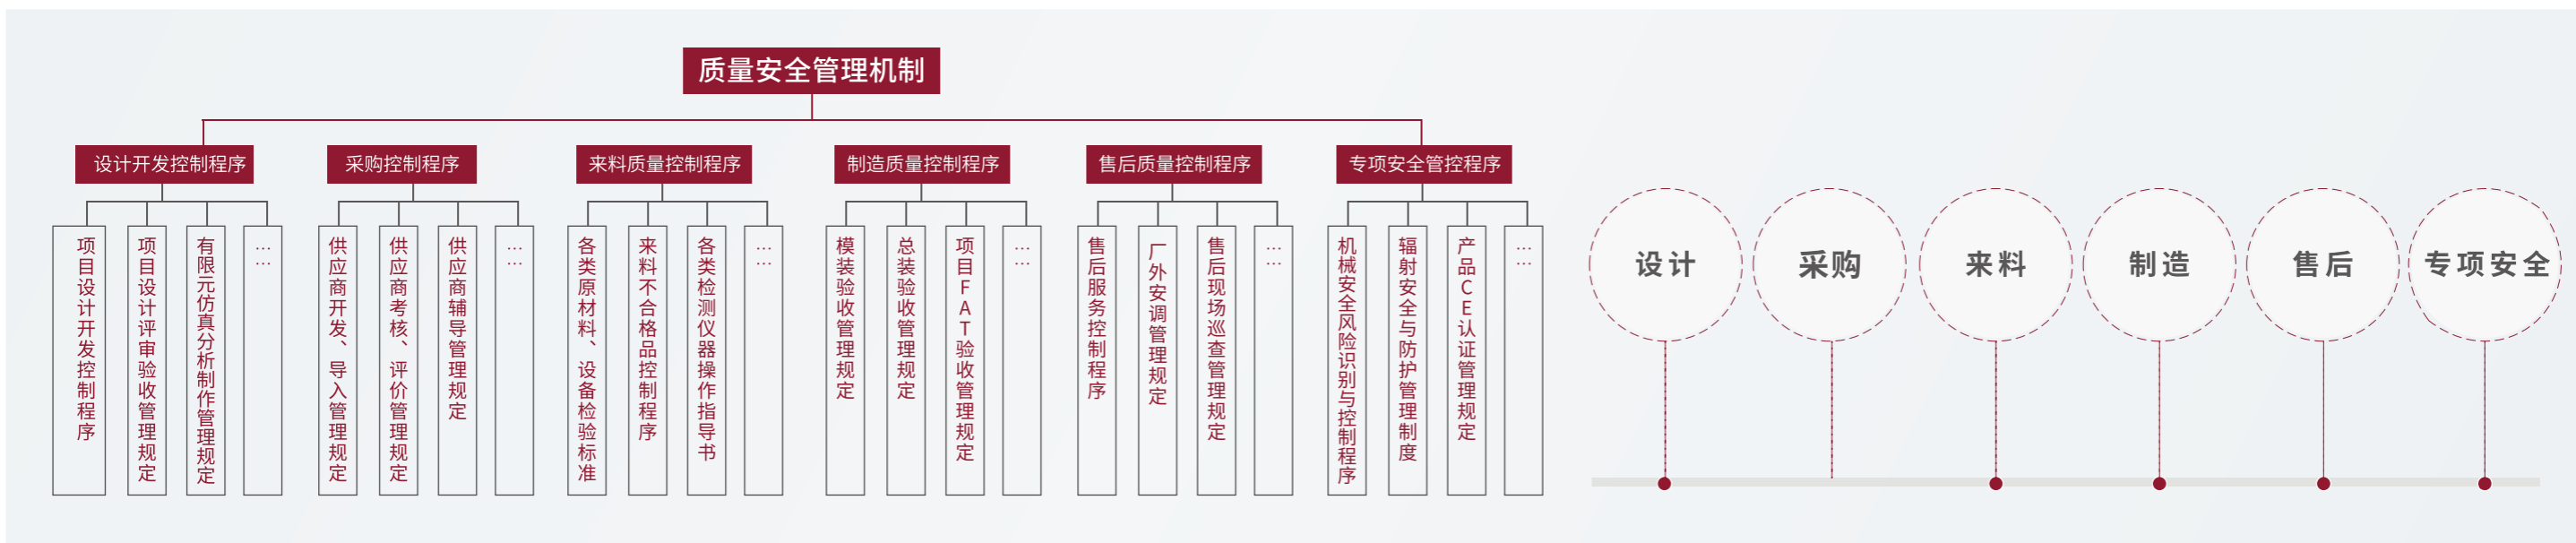 质量安全管理机制
设计开发控制程序
采购控制程序
来料质量控制程序
制造质量控制程序
售后质量控制程序
专项安全管控程序
项目设计开发控制程序
项目设计评审验收管理规定
有限元仿真分析制作管理规定
……
供应商开发、导入管理规定
供应商考核、评价管理规定
供应商辅导管理规定
……
各类原材料、设备检验标准
来料不合格品控制程序
各类检测仪器操作指导书
……
模装验收管理规定
总装验收管理规定
项目FAT验收管理规定
……
售后服务控制程序
厂外安调管理规定
售后现场巡查管理规定
……
机械安全风险识别与控制程序
辐射安全与防护管理制度
产品CE认证管理规定
……
设计
采购
来料
制造
售后
专项安全